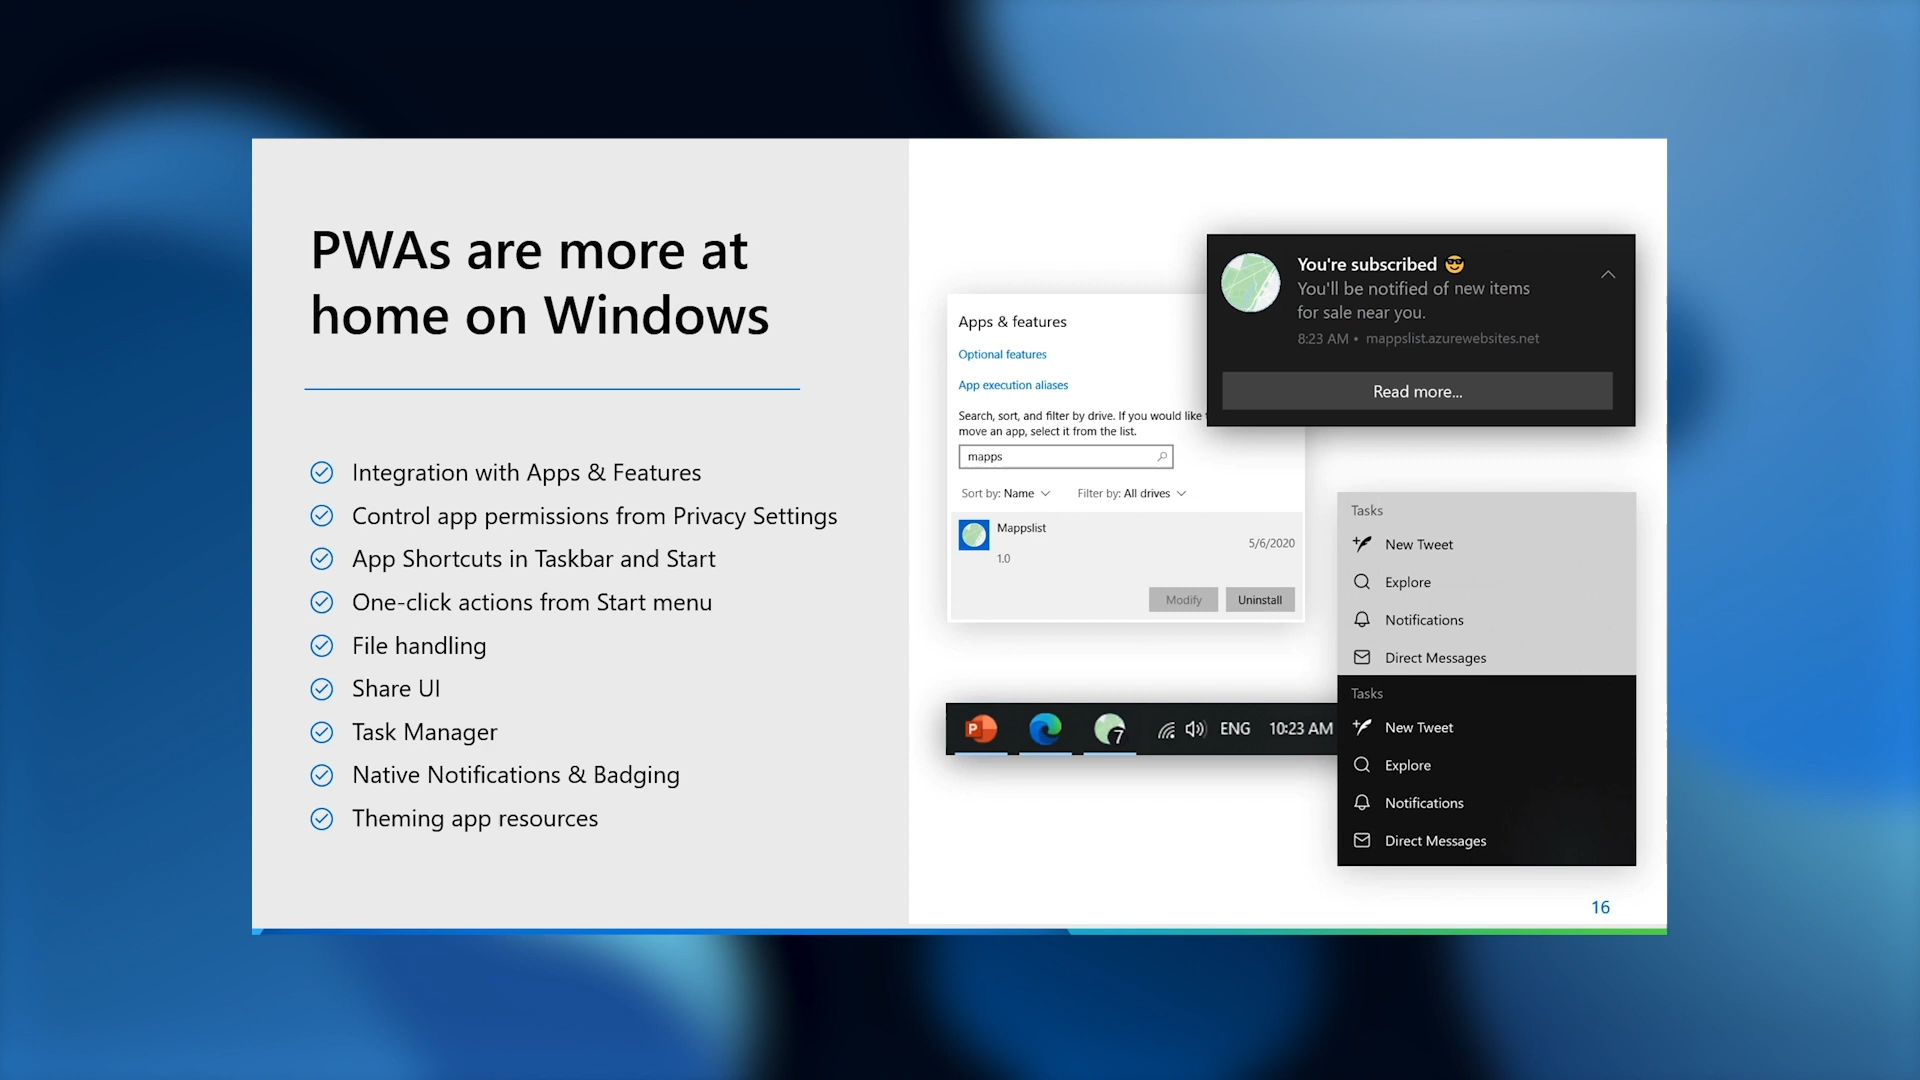 PWAs are more at
home on Windows
Integration with Apps & Features
Control app permissions from Privacy Settings
App Shortcuts in Taskbar and Start
One-click actions from Start menu
File handling
Share UI
Task Manager
Native Notifications & Badging
Theming app resources
Apps & features
Optional features
App execution aliases
Search, sort, and filter by drive. If you would like
move an app, select it from the list.
mapps
Sort by: Name Filter by: All drives
Mappslist
5/6/2020
1.0
Modify Uninstall
You're subscribed 😎
You'll be notified of new items
for sale near you.
8:23 AM • mappslist.azurewebsites.net
Read more...
P 7 ENG 10:23 AM
Tasks
New Tweet
Explore
Notifications
Direct Messages
Tasks
New Tweet
Explore
Notifications
Direct Messages
16